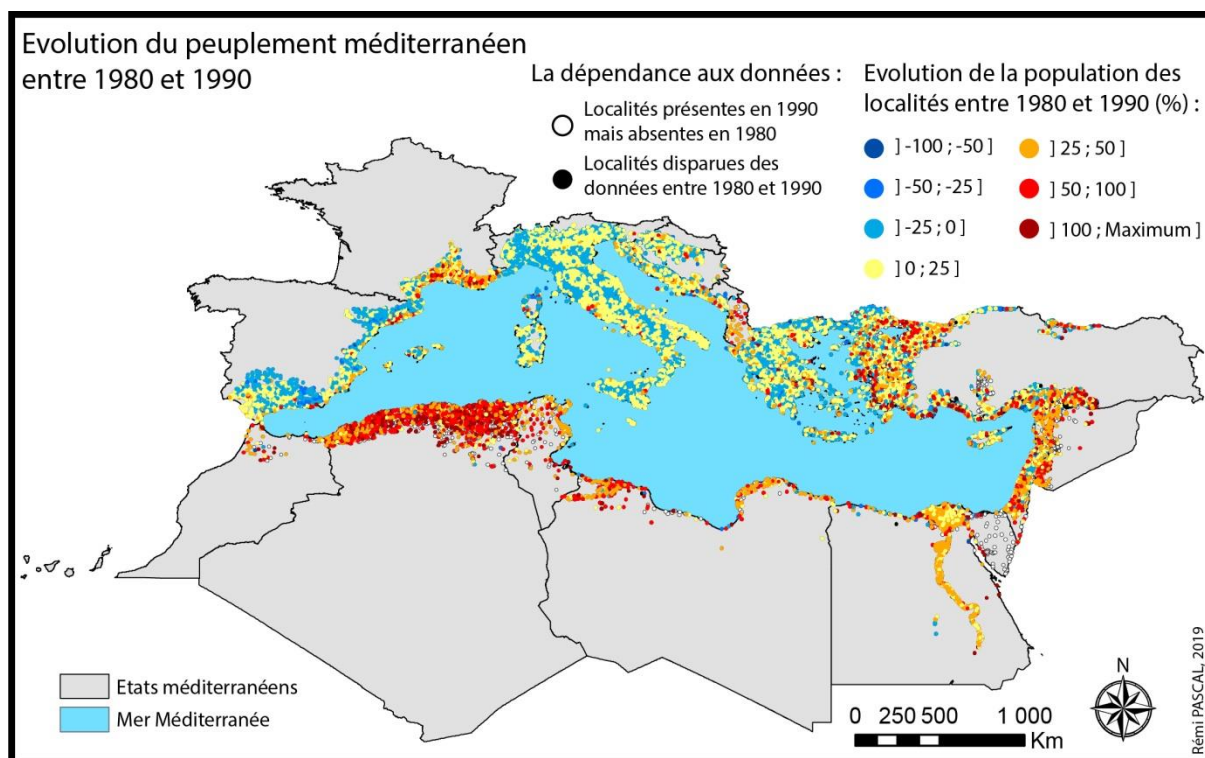 Evolution du peuplement méditerranéen
entre 1980 et 1990
La dépendance aux données :
Localités présentes en 1990
mais absentes en 1980
Localités disparues des
données entre 1980 et 1990
Evolution de la population des
localités entre 1980 et 1990 (%) :
] -100 ; -50 ]
] -50 ; -25 ]
] -25 ; 0 ]
] 0 ; 25 ]
] 25 ; 50 ]
] 50 ; 100 ]
] 100 ; Maximum ]
Etats méditerranéens
Mer Méditerranée
0 250 500 1 000
Km
N
Rémi PASCAL, 2019